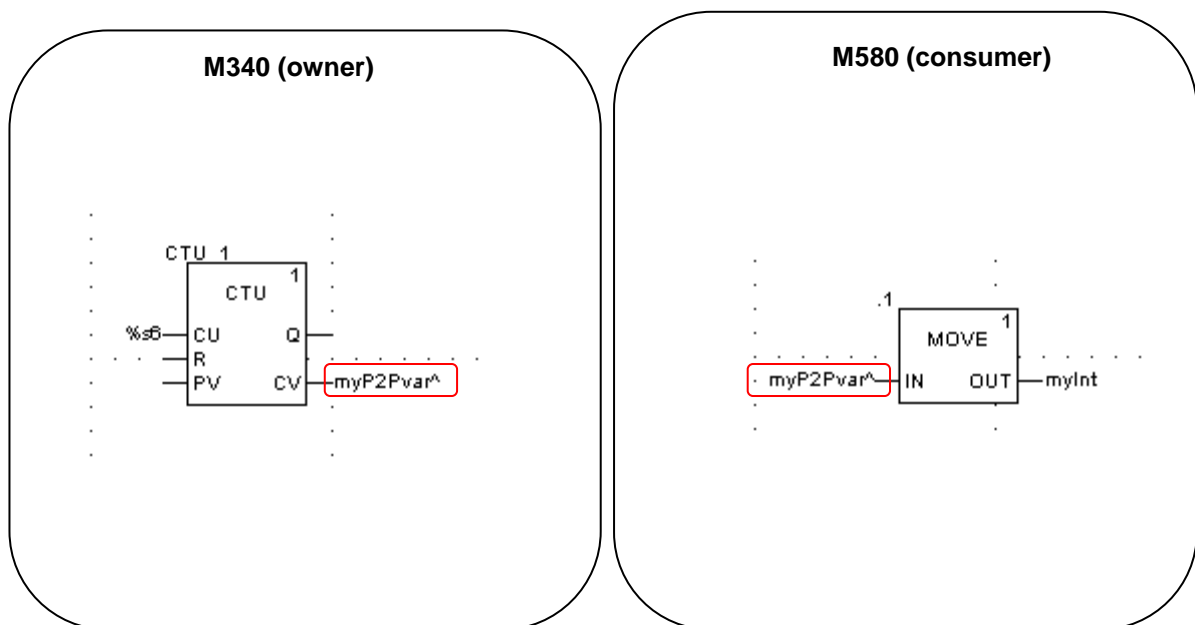 M340 (owner)
CTU_1
1
CTU
%s6 CU Q
R
PV CV myP2Pvar^
M580 (consumer)
.1
1
MOVE
myP2Pvar^ IN OUT myInt